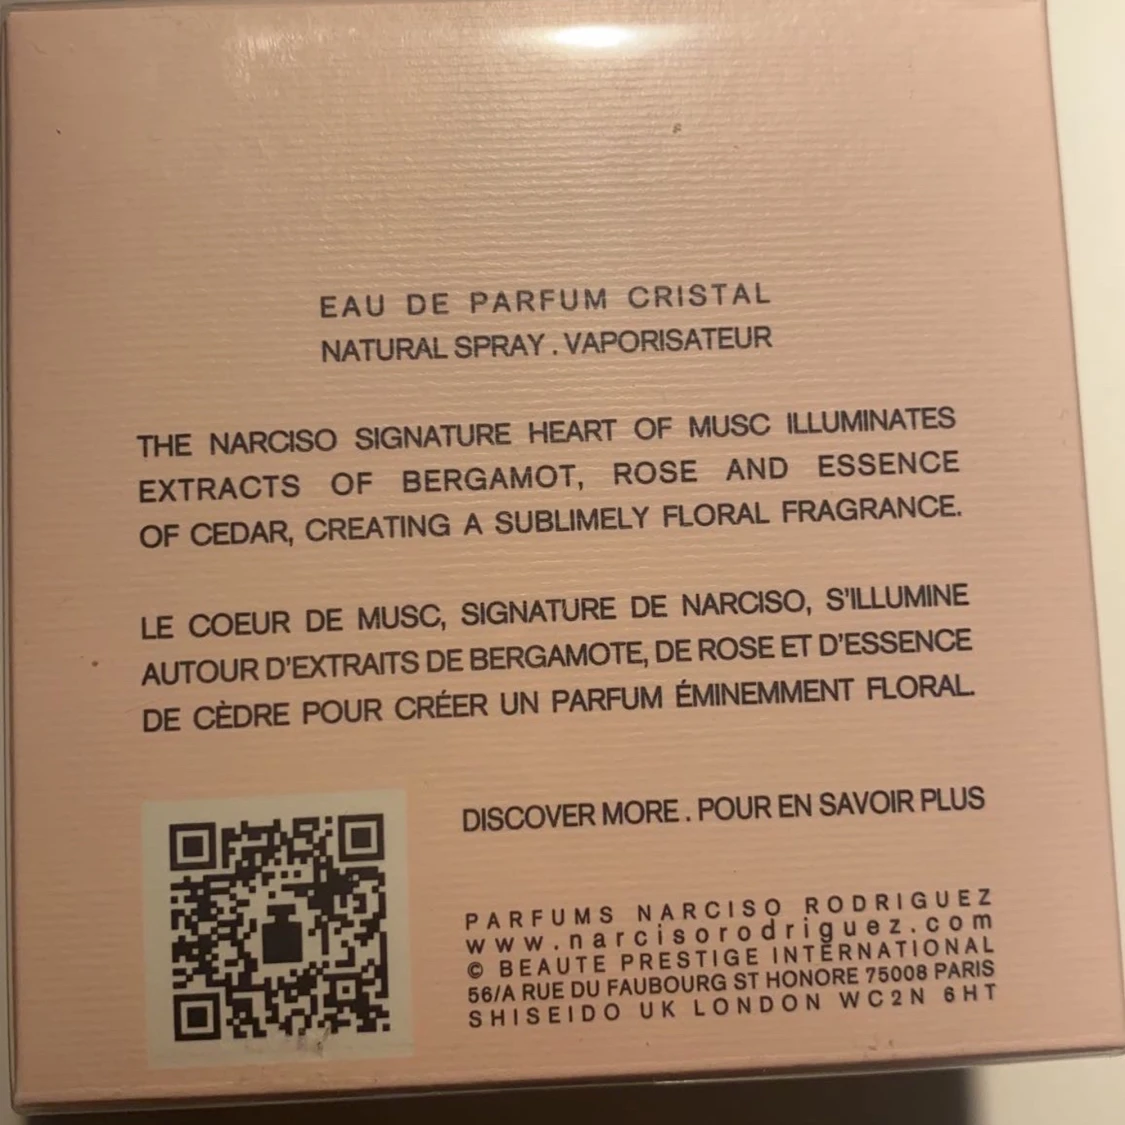 EAU DE PARFUM CRISTAL
NATURAL SPRAY . VAPORISATEUR
THE NARCISO SIGNATURE HEART OF MUSC ILLUMINATES
EXTRACTS OF BERGAMOT, ROSE AND ESSENCE
OF CEDAR, CREATING A SUBLIMELY FLORAL FRAGRANCE.
LE COEUR DE MUSC, SIGNATURE DE NARCISO, S'ILLUMINE
AUTOUR D'EXTRAITS DE BERGAMOTE, DE ROSE ET D'ESSENCE
DE CÈDRE POUR CRÉER UN PARFUM ÉMINEMMENT FLORAL.
DISCOVER MORE . POUR EN SAVOIR PLUS
PARFUMS NARCISO RODRIGUEZ
www.narcisorodriguez.com
© BEAUTE PRESTIGE INTERNATIONAL
56/A RUE DU FAUBOURG ST HONORE 75008 PARIS
SHISEIDO UK LONDON WC2N 6HT